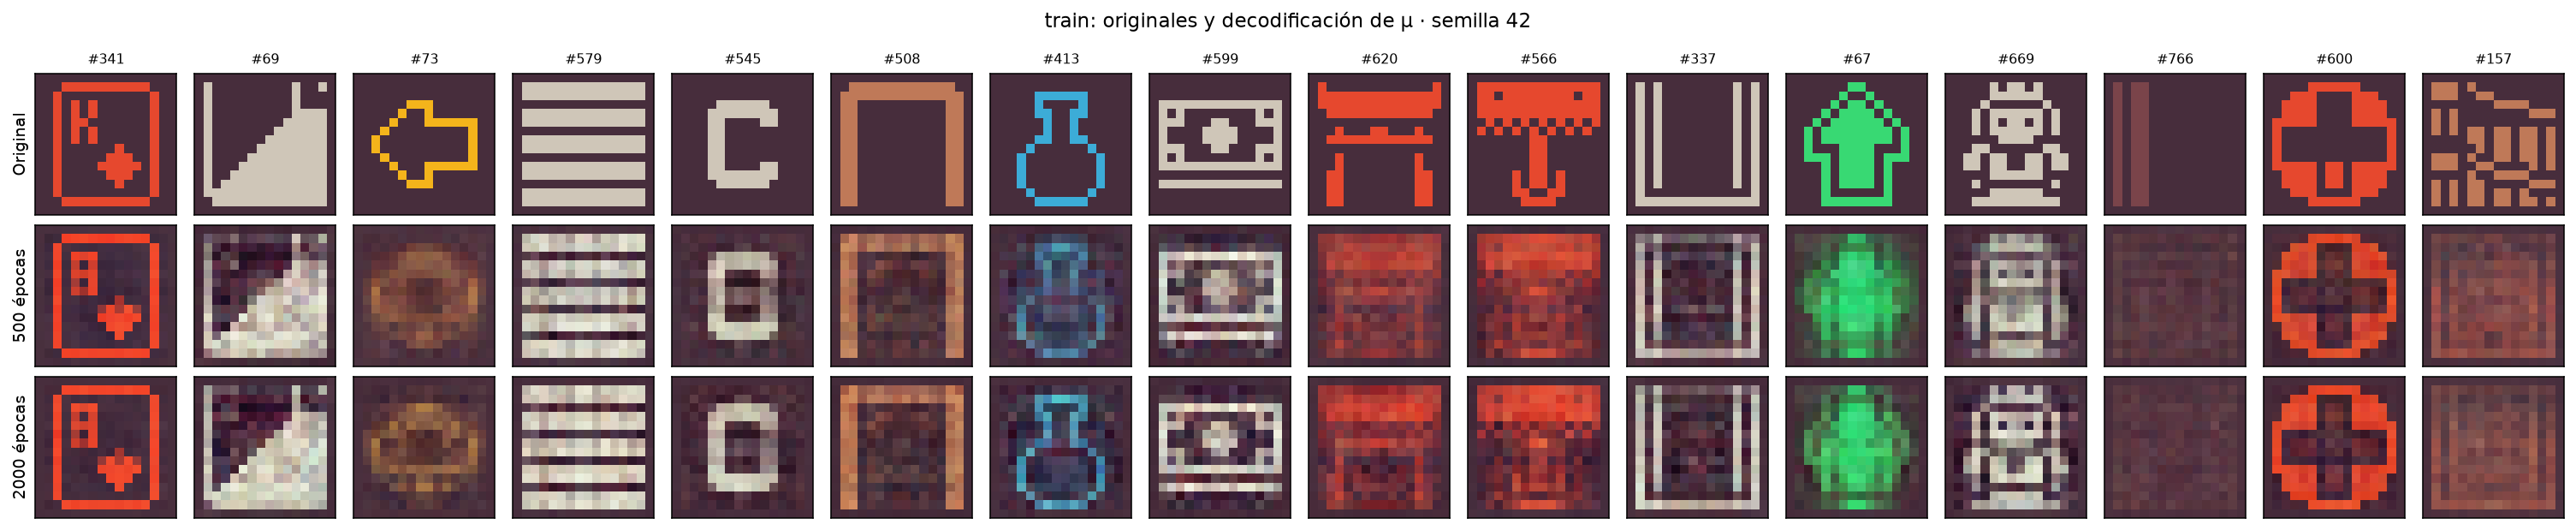 train: originales y decodificación de μ · semilla 42
#341 #69 #73 #579 #545 #508 #413 #599 #620 #566 #337 #67 #669 #766 #600 #157
Original
500 épocas
2000 épocas